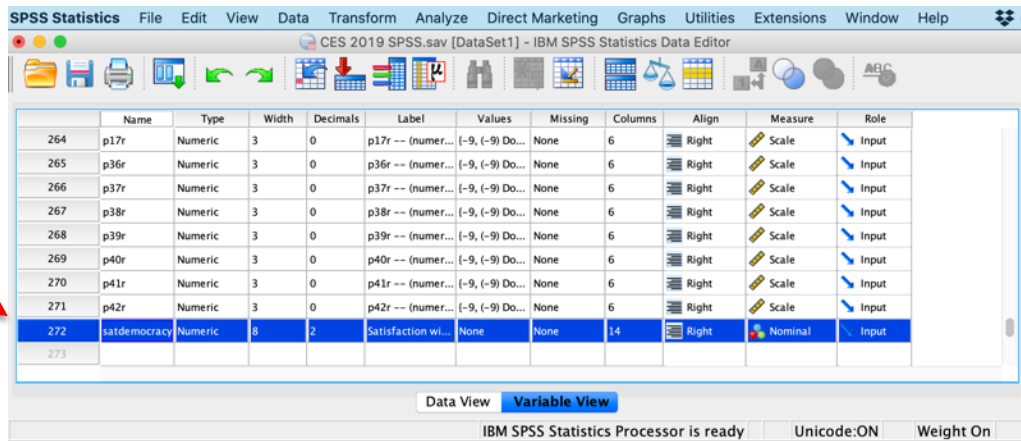 SPSS Statistics File Edit View Data Transform Analyze Direct Marketing Graphs Utilities Extensions Window Help
CES 2019 SPSS.sav [DataSet1] - IBM SPSS Statistics Data Editor
Name Type Width Decimals Label Values Missing Columns Align Measure Role
264 p17r Numeric 3 0 p17r -- (numer... {-9, (-9) Do... None 6 Right Scale Input
265 p36r Numeric 3 0 p36r -- (numer... {-9, (-9) Do... None 6 Right Scale Input
266 p37r Numeric 3 0 p37r -- (numer... {-9, (-9) Do... None 6 Right Scale Input
267 p38r Numeric 3 0 p38r -- (numer... {-9, (-9) Do... None 6 Right Scale Input
268 p39r Numeric 3 0 p39r -- (numer... {-9, (-9) Do... None 6 Right Scale Input
269 p40r Numeric 3 0 p40r -- (numer... {-9, (-9) Do... None 6 Right Scale Input
270 p41r Numeric 3 0 p41r -- (numer... {-9, (-9) Do... None 6 Right Scale Input
271 p42r Numeric 3 0 p42r -- (numer... {-9, (-9) Do... None 6 Right Scale Input
272 satdemocracy Numeric 8 2 Satisfaction wi... None None 14 Right Nominal Input
273
Data View Variable View
IBM SPSS Statistics Processor is ready Unicode:ON Weight On